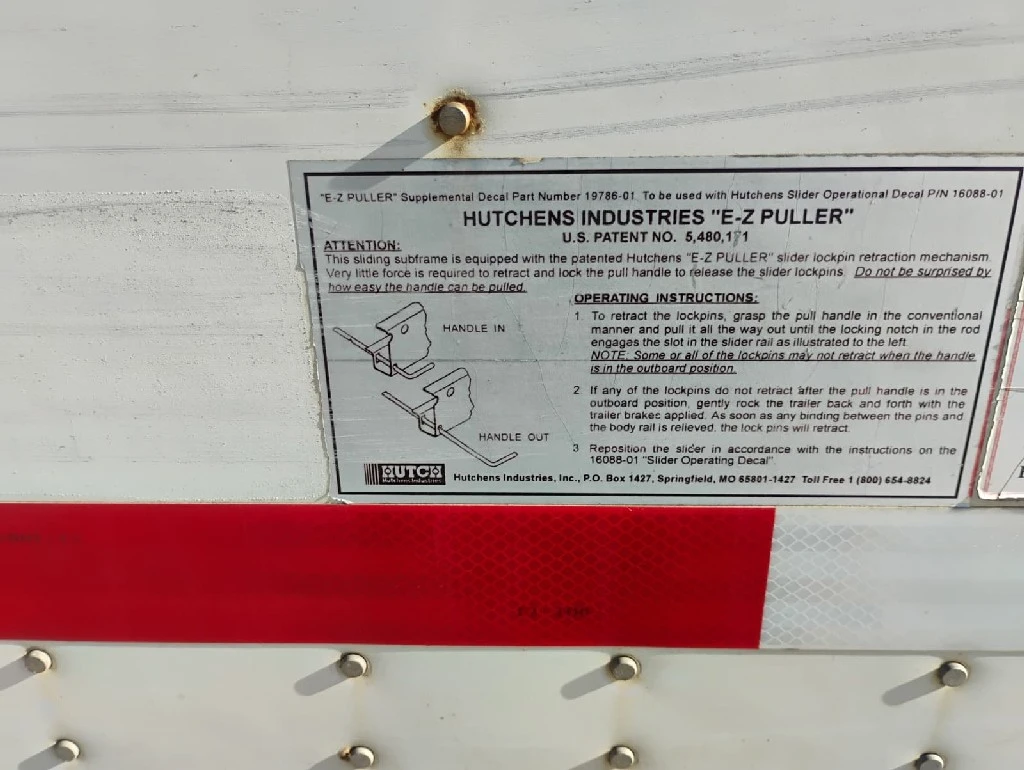 "E-Z PULLER" Supplemental Decal Part Number 19786-01 To be used with Hutchens Slider Operational Decal P/N 16088-01
HUTCHENS INDUSTRIES "E-Z PULLER"
U.S. PATENT NO. 5,480,171
ATTENTION:
This sliding subframe is equipped with the patented Hutchens "E-Z PULLER" slider lockpin retraction mechanism.
Very little force is required to retract and lock the pull handle to release the slider lockpins. Do not be surprised by
how easy the handle can be pulled.
HANDLE IN
HANDLE OUT
OPERATING INSTRUCTIONS:
1. To retract the lockpins, grasp the pull handle in the conventional
manner and pull it all the way out until the locking notch in the rod
engages the slot in the slider rail as illustrated to the left.
NOTE: Some or all of the lockpins may not retract when the handle
is in the outboard position.
2. If any of the lockpins do not retract after the pull handle is in the
outboard position, gently rock the trailer back and forth with the
trailer brakes applied. As soon as any binding between the pins and
the body rail is relieved, the lock pins will retract.
3. Reposition the slider in accordance with the instructions on the
16088-01 "Slider Operating Decal".
HUTCH
Hutchens Industries
Hutchens Industries, Inc., P.O. Box 1427, Springfield, MO 65801-1427 Toll Free 1 (800) 654-8824